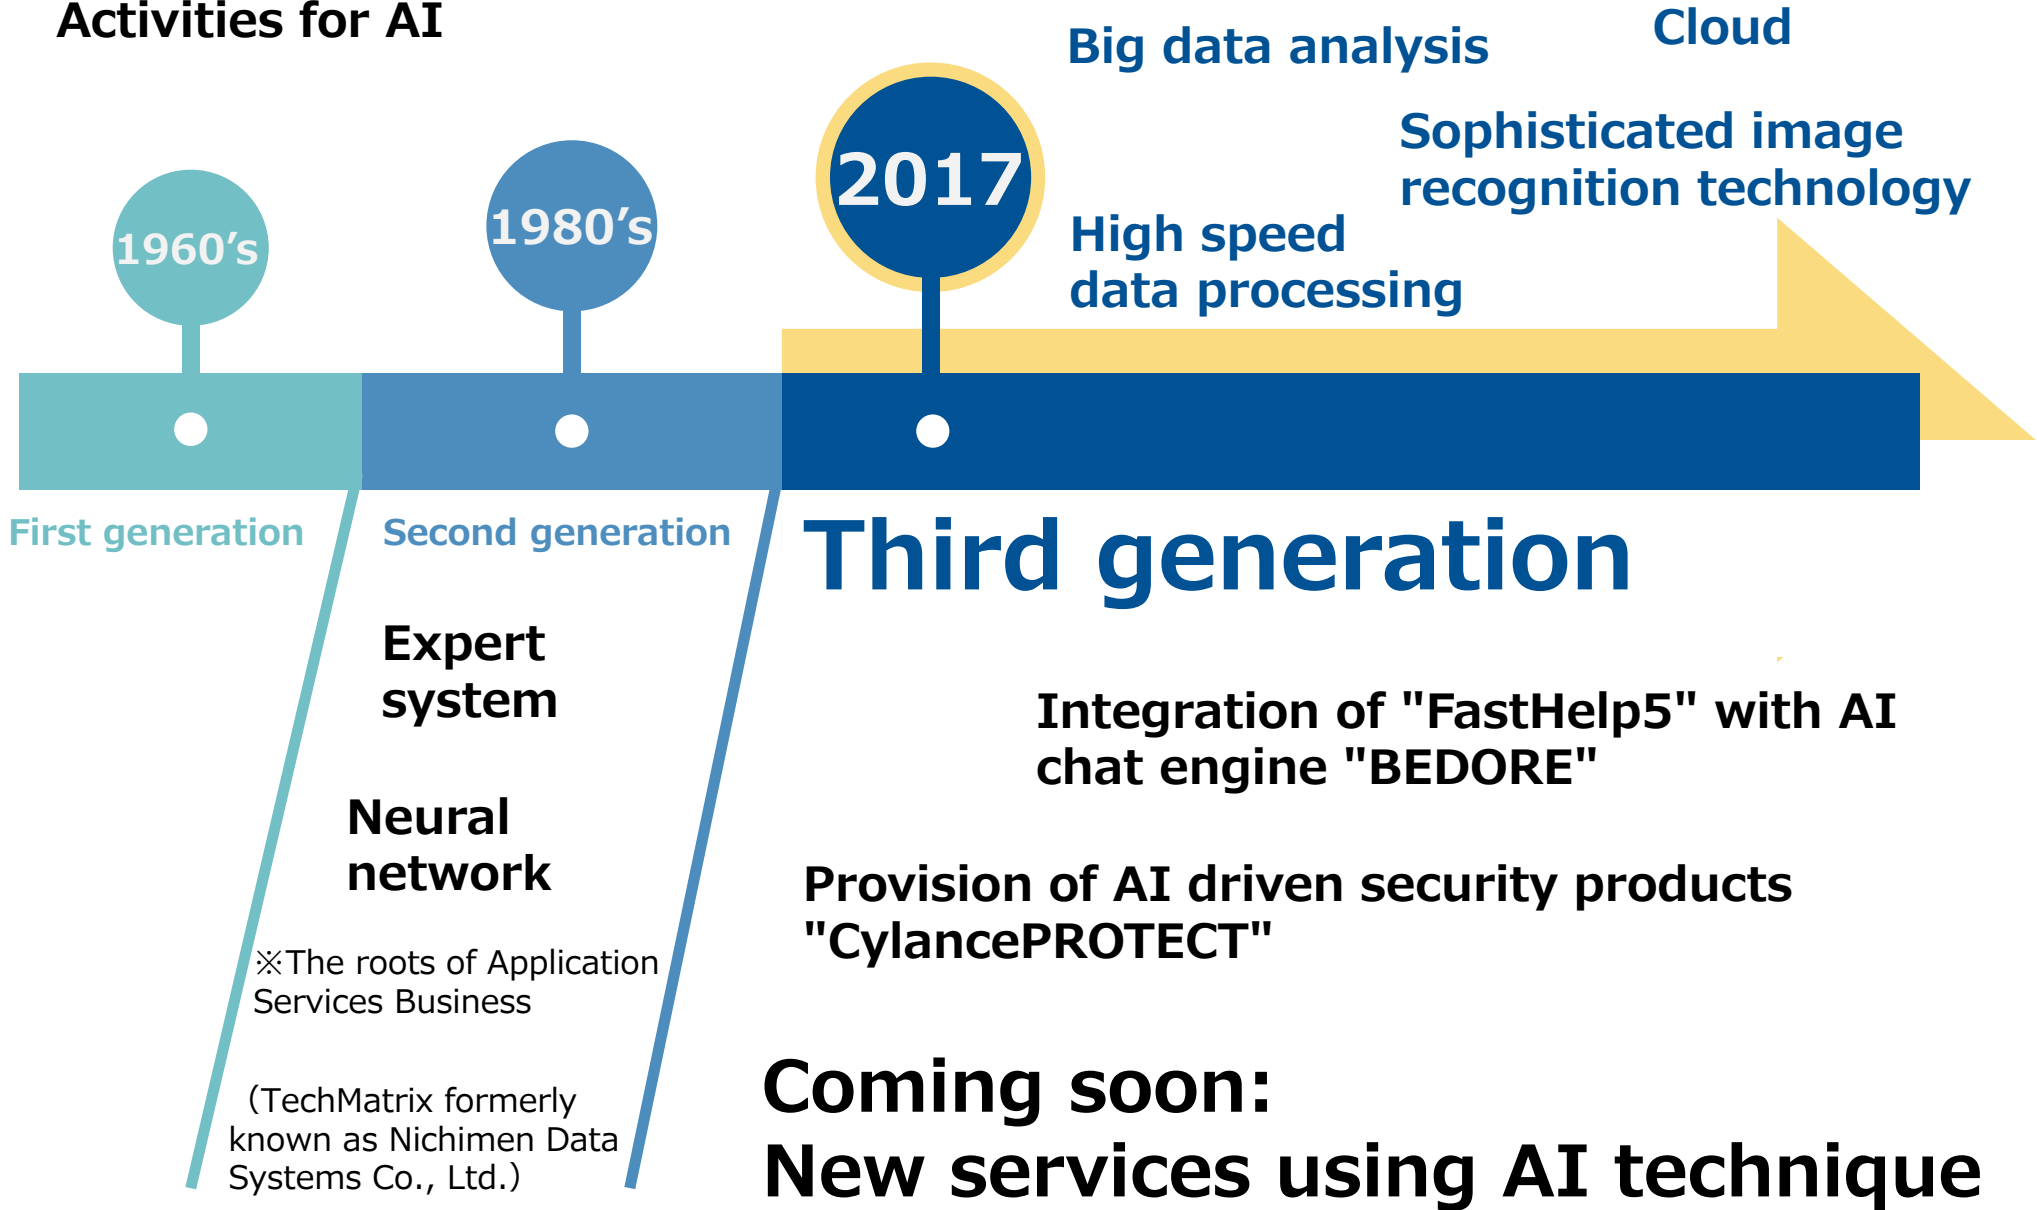 Activities for AI
Big data analysis
Cloud
Sophisticated image
recognition technology
High speed
data processing
1960’s
1980’s
2017
First generation
Second generation
Third generation
Expert
system
Neural
network
※The roots of Application
Services Business
（TechMatrix formerly
known as Nichimen Data
Systems Co., Ltd.）
Integration of "FastHelp5" with AI
chat engine "BEDORE"
Provision of AI driven security products
"CylancePROTECT"
Coming soon:
New services using AI technique